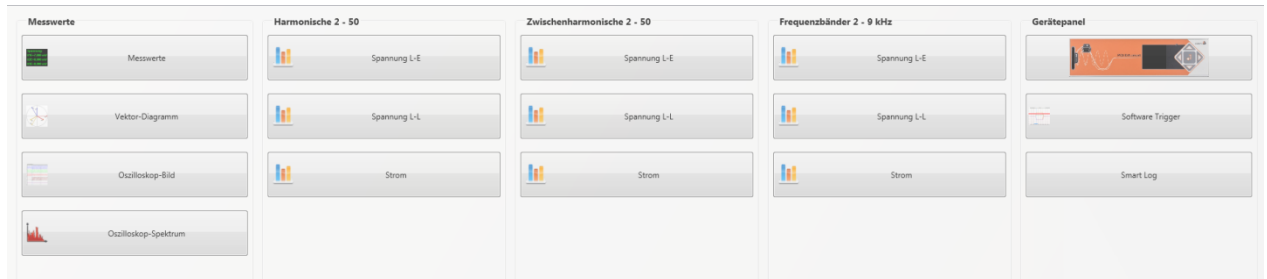 Messwerte
Messwerte
Vektor-Diagramm
Oszilloskop-Bild
Oszilloskop-Spektrum
Harmonische 2 - 50
Spannung L-E
Spannung L-L
Strom
Zwischenharmonische 2 - 50
Spannung L-E
Spannung L-L
Strom
Frequenzbänder 2 - 9 kHz
Spannung L-E
Spannung L-L
Strom
Gerätepanel
Software Trigger
Smart Log